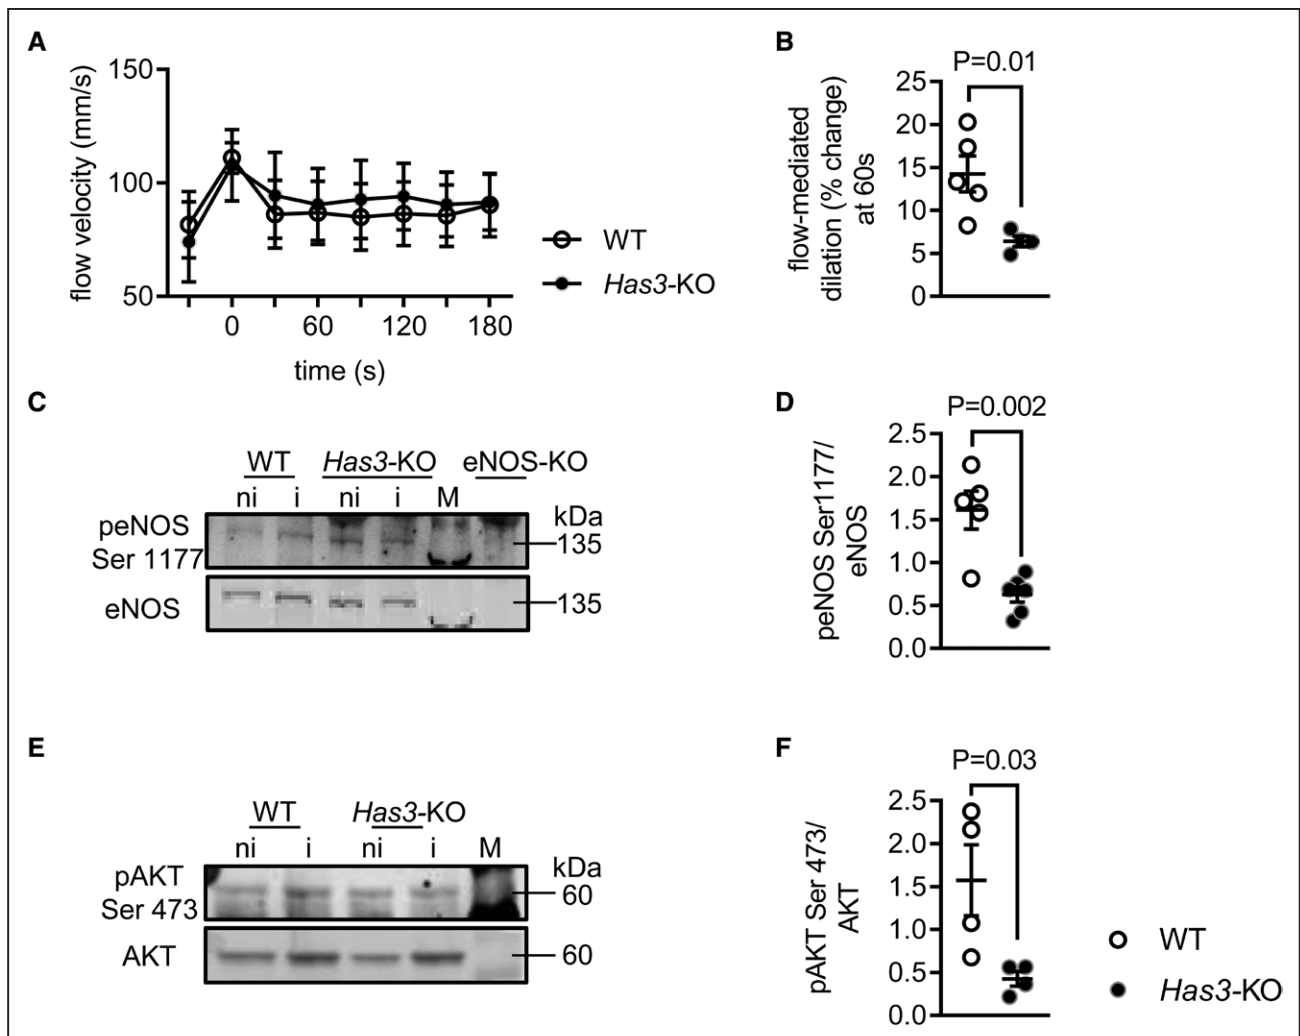 A
flow velocity (mm/s)
150
100
50
0 60 120 180
time (s)
WT
Has3-KO
B
P=0.01
flow-mediated
dilation (% change)
at 60s
25
20
15
10
5
0
C
WT Has3-KO eNOS-KO
ni i ni i M
kDa
peNOS
Ser 1177
135
eNOS
135
D
P=0.002
peNOS Ser1177/
eNOS
2.5
2.0
1.5
1.0
0.5
0.0
E
WT Has3-KO
ni i ni i M
kDa
pAKT
Ser 473
60
AKT
60
F
P=0.03
pAKT Ser 473/
AKT
2.5
2.0
1.5
1.0
0.5
0.0
WT
Has3-KO